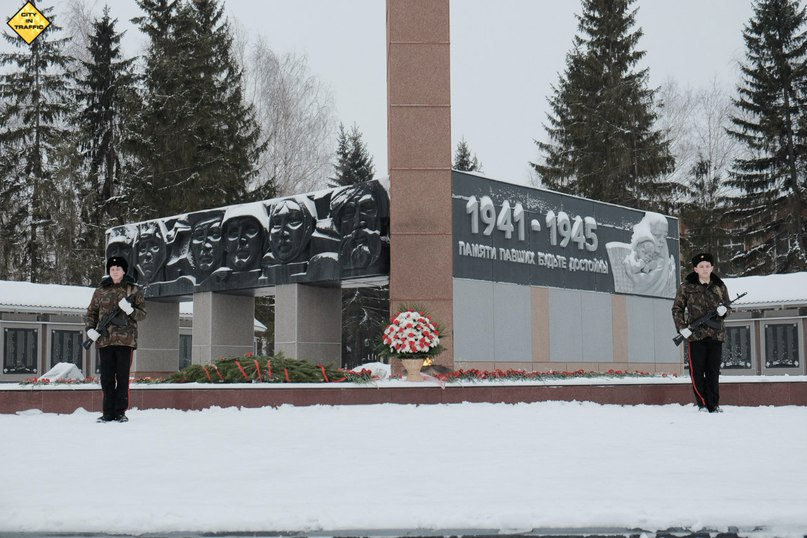 CITY
IN
TRAFFIC
1941-1945
ПАМЯТИ ПАВШИХ БУДЬТЕ ДОСТОЙНЫ